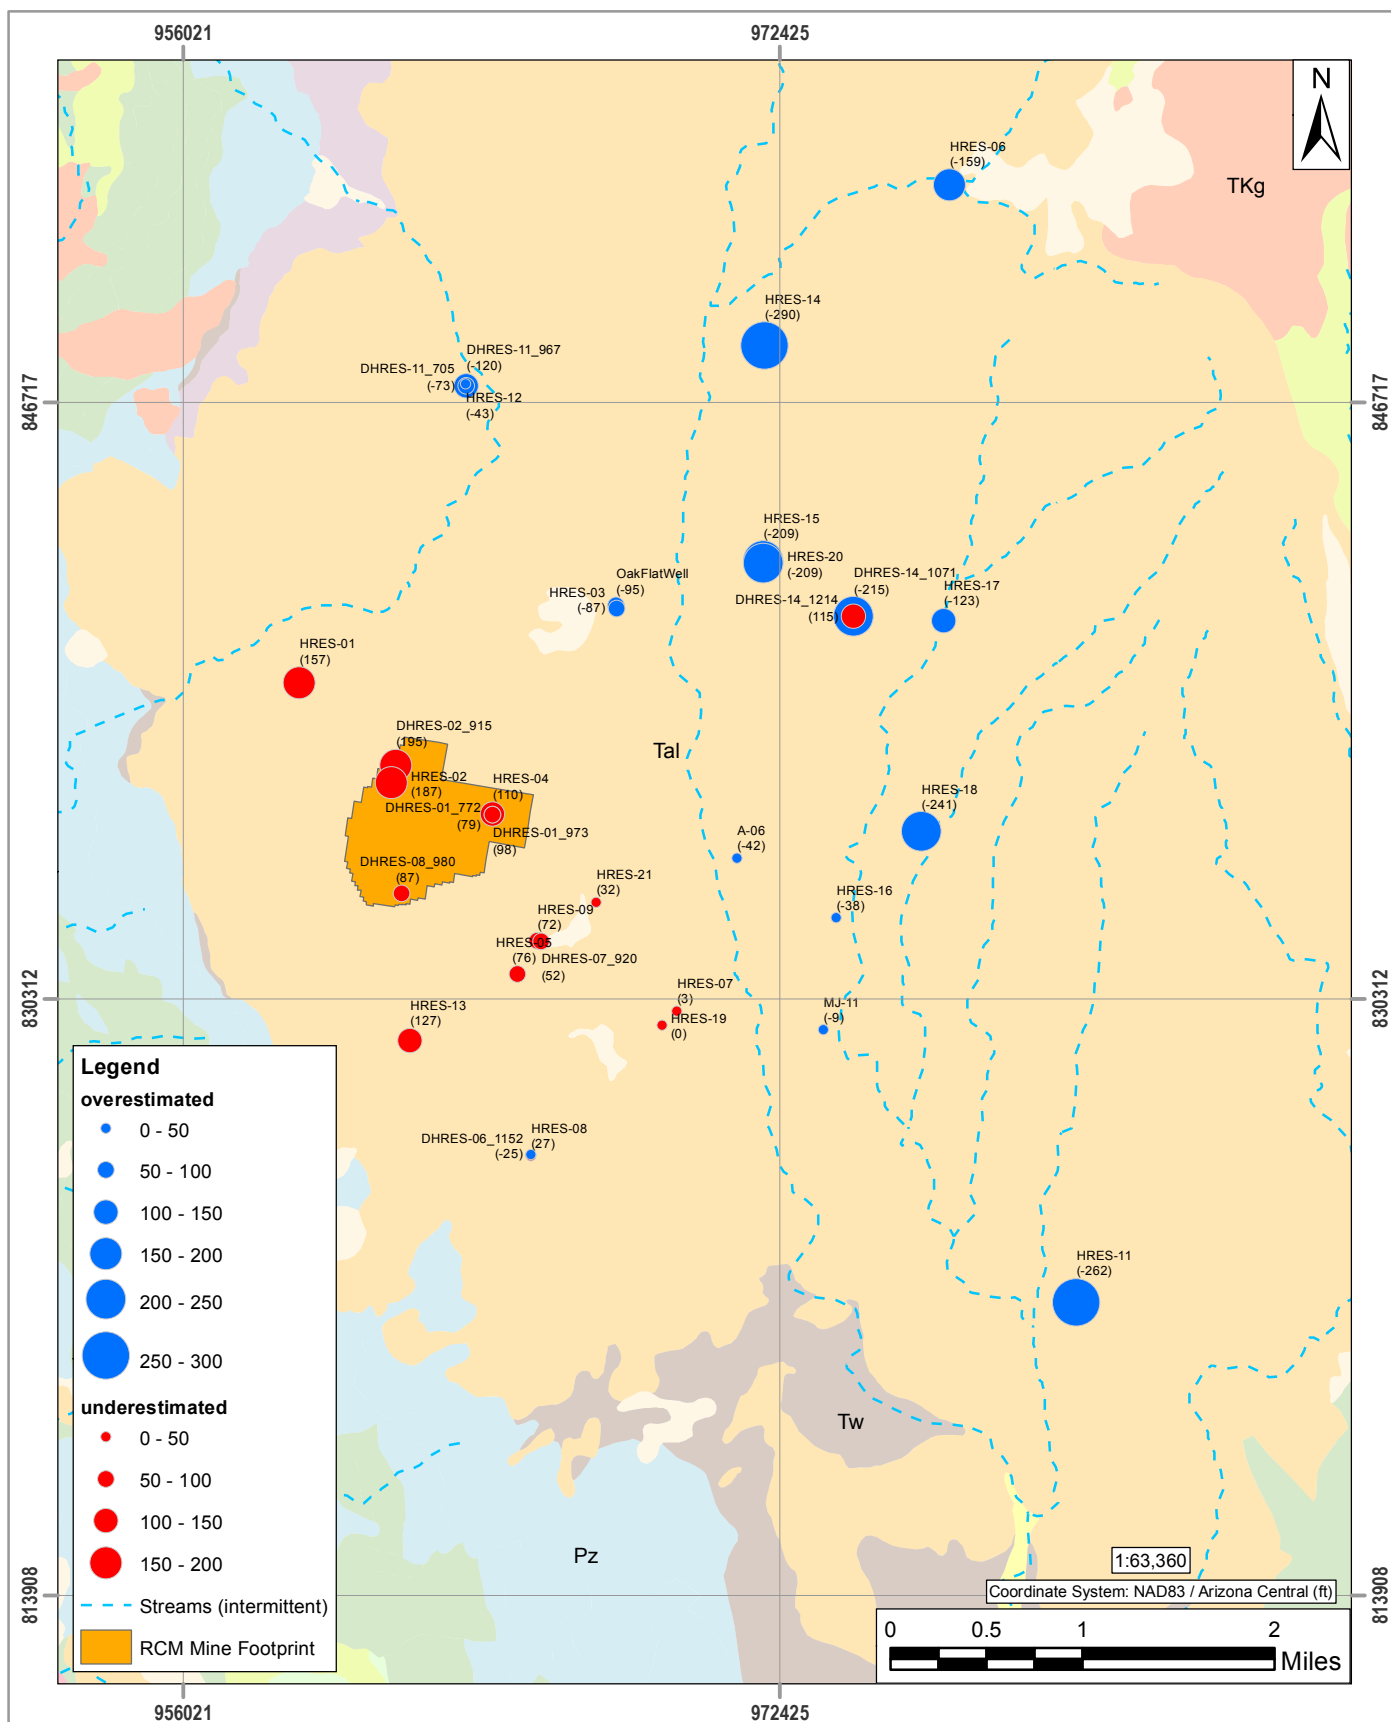 956021
972425
N
HRES-06
(-159)
TKg
HRES-14
(-290)
DHRES-11_967
(-120)
DHRES-11_705
(-73)
HRES-12
(-43)
846717
846717
HRES-15
(-209)
HRES-20
(-209)
OakFlatWell
(-95)
HRES-03
(-87)
DHRES-14_1071
(-215)
DHRES-14_1214
(115)
HRES-17
(-123)
HRES-01
(157)
DHRES-02_915
(195)
Tal
HRES-02
(187)
HRES-04
(110)
DHRES-01_772
(79)
DHRES-01_973
(98)
HRES-18
(-241)
A-06
(-42)
DHRES-08_980
(87)
HRES-21
(32)
HRES-16
(-38)
HRES-09
(72)
HRES-05
(76)
DHRES-07_920
(52)
HRES-07
(3)
HRES-19
(0)
MJ-11
(-9)
830312
830312
HRES-13
(127)
HRES-08
(27)
DHRES-06_1152
(-25)
HRES-11
(-262)
Tw
Pz
Legend
overestimated
0 - 50
50 - 100
100 - 150
150 - 200
200 - 250
250 - 300
underestimated
0 - 50
50 - 100
100 - 150
150 - 200
Streams (intermittent)
RCM Mine Footprint
1:63,360
Coordinate System: NAD83 / Arizona Central (ft)
0 0.5 1 2
Miles
813908
813908
956021
972425